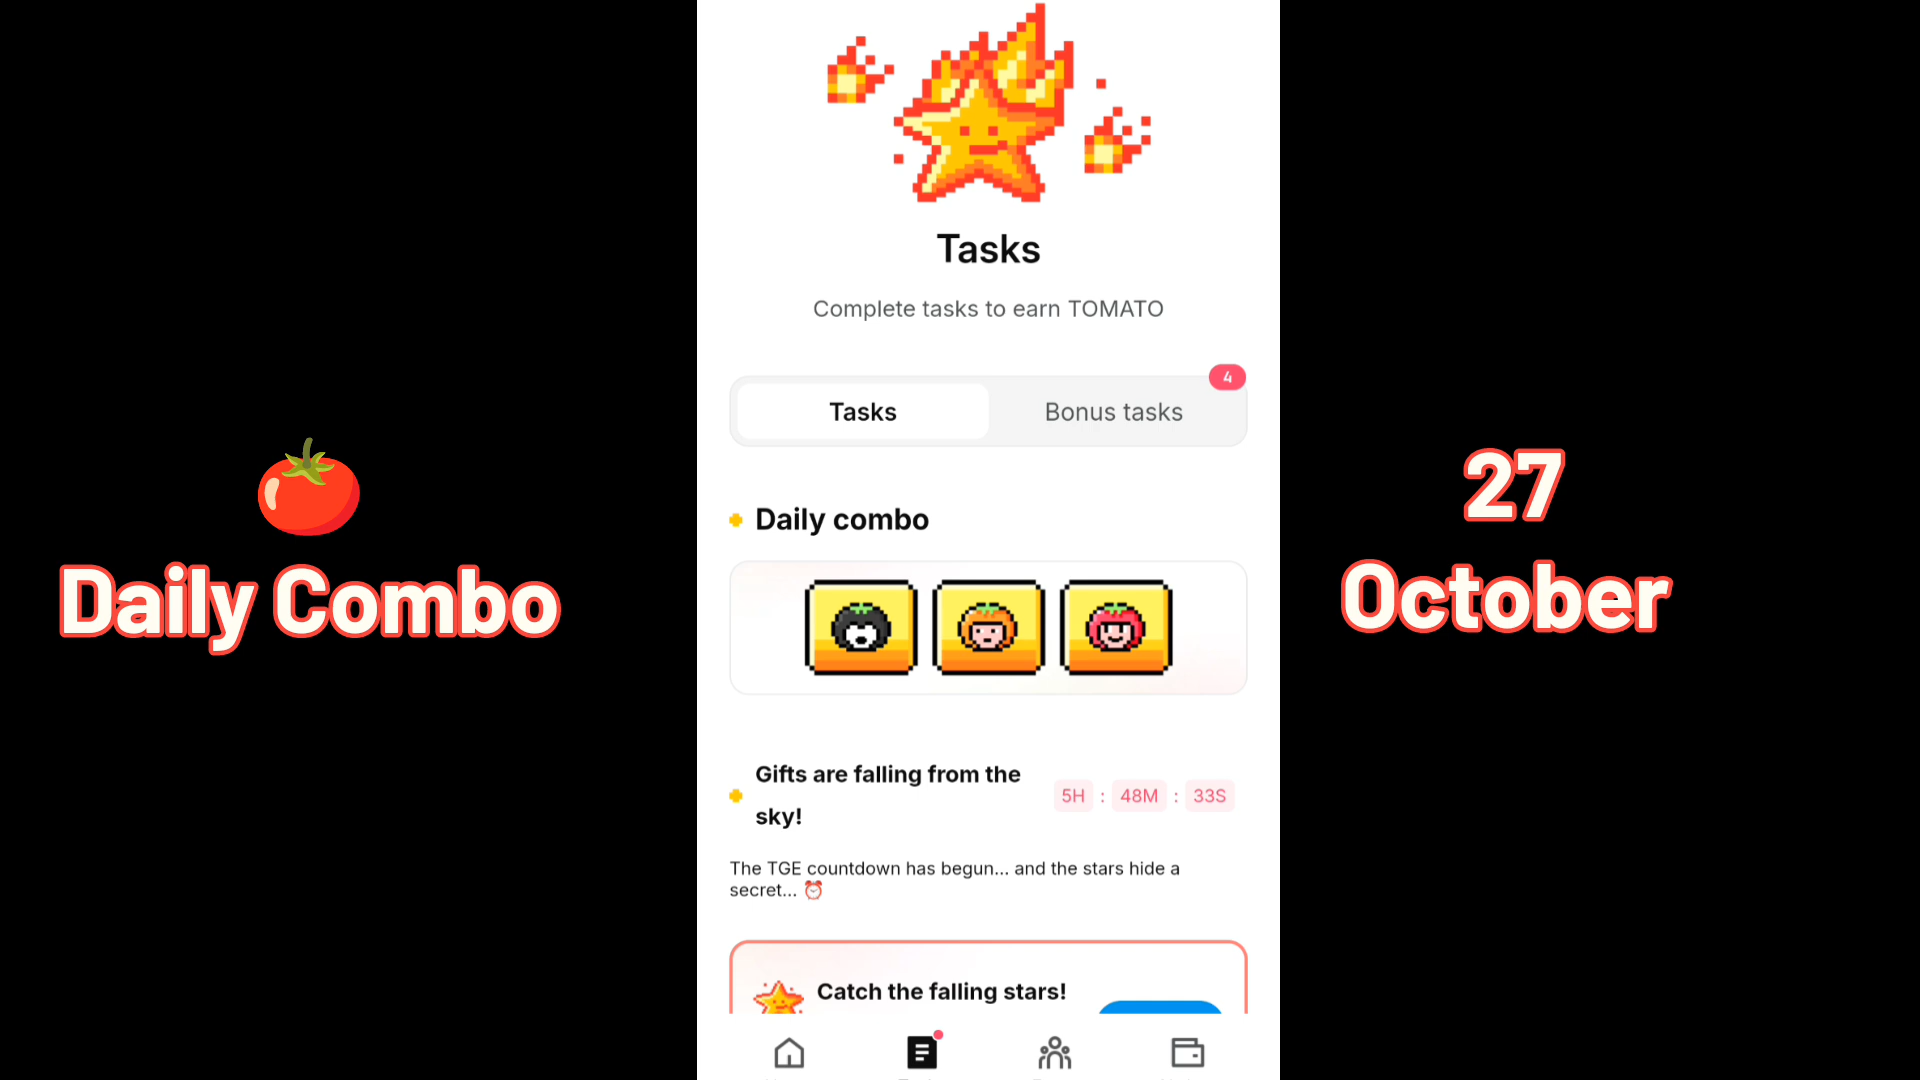 Tasks
Complete tasks to earn TOMATO
4
Tasks
Bonus tasks
Daily combo
Daily Combo
27
October
Gifts are falling from the
sky!
5H : 48M : 33S
The TGE countdown has begun... and the stars hide a
secret... ⏰
Catch the falling stars!